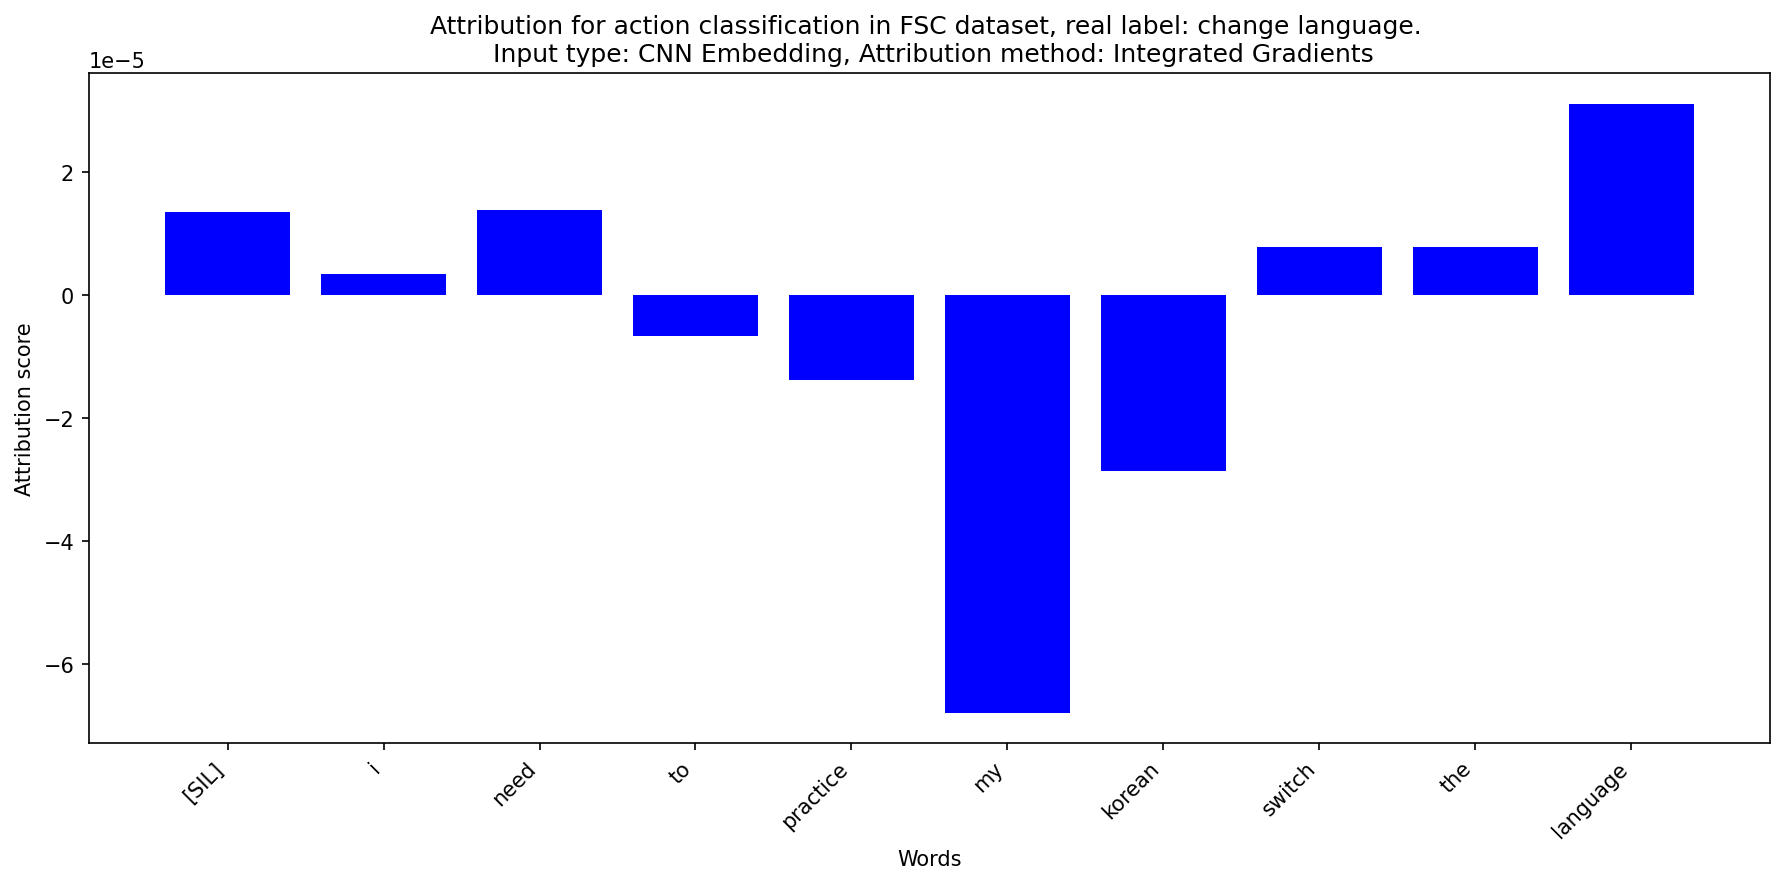 Attribution for action classification in FSC dataset, real label: change language.
Input type: CNN Embedding, Attribution method: Integrated Gradients
1e−5
2
0
−2
−4
−6
Attribution score
[SIL]
i
need
to
practice
my
korean
switch
the
language
Words